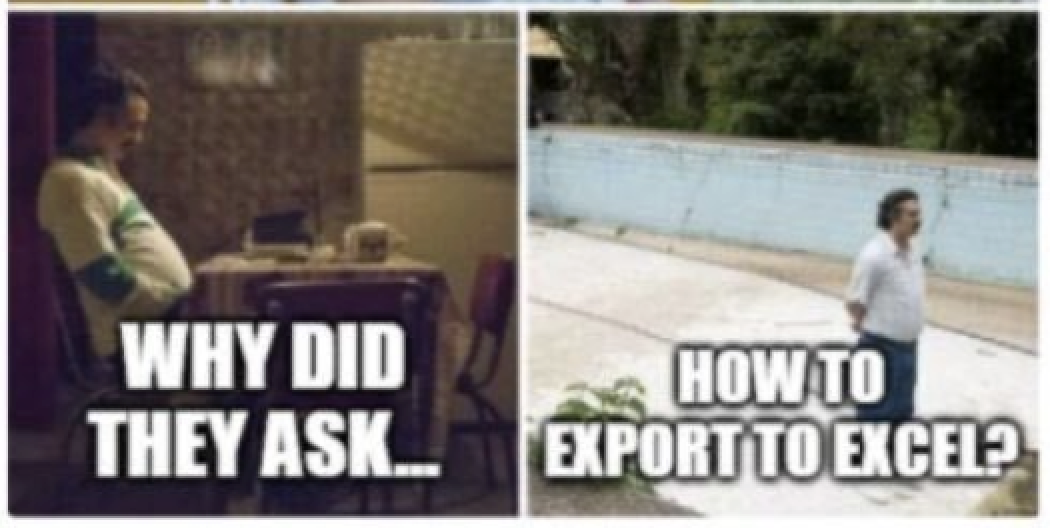 WHY DID
THEY ASK...
HOW TO
EXPORT TO EXCEL?